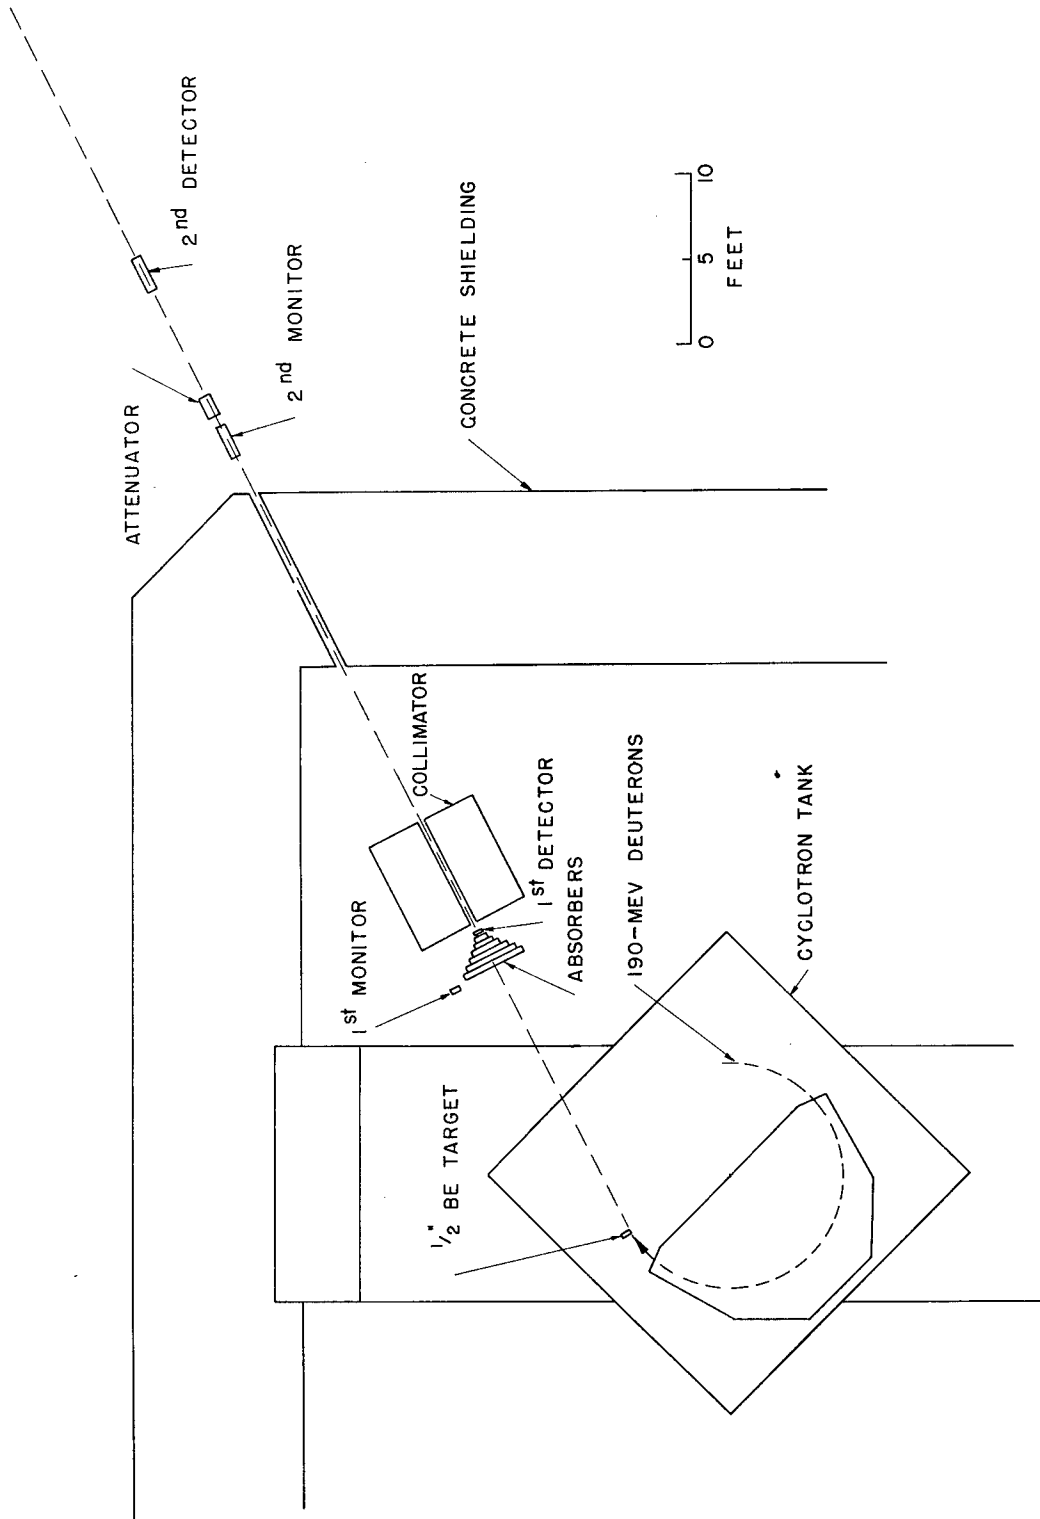 2nd DETECTOR
ATTENUATOR
2nd MONITOR
CONCRETE SHIELDING
0 5 10
FEET
COLLIMATOR
1st DETECTOR
ABSORBERS
1st MONITOR
190-MEV DEUTERONS
CYCLOTRON TANK
1/2" BE TARGET